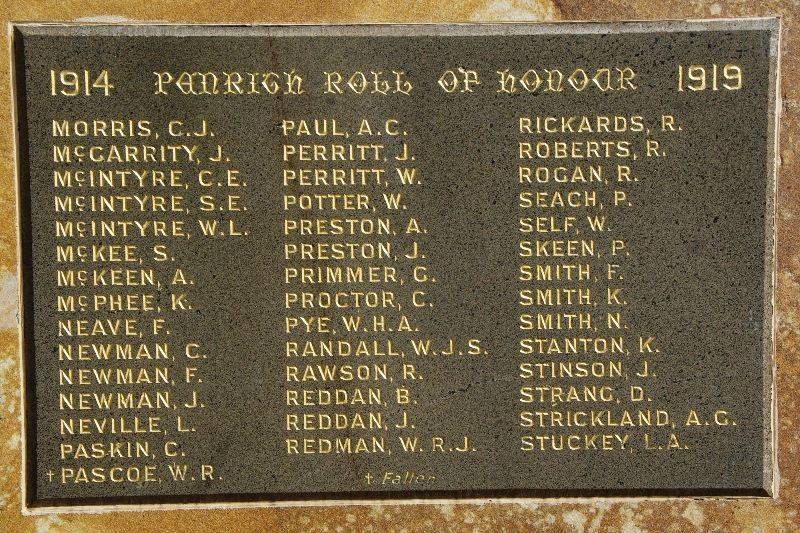 1914 PENRITH ROLL OF HONOUR 1919
MORRIS, C.J.
McGARRITY, J.
McINTYRE, C.E.
McINTYRE, S.E.
McINTYRE, W.L.
McKEE, S.
McKEEN, A.
McPHEE, K.
NEAVE, F.
NEWMAN, C.
NEWMAN, F.
NEWMAN, J.
NEVILLE, L.
PASKIN, C.
† PASCOE, W.R.
PAUL, A.C.
PERRITT, J.
PERRITT, W.
POTTER, W.
PRESTON, A.
PRESTON, J.
PRIMMER, G.
PROCTOR, C.
PYE, W.H.A.
RANDALL, W.J.S.
RAWSON, R.
REDDAN, B.
REDDAN, J.
REDMAN, W.R.J.
RICKARDS, R.
ROBERTS, R.
ROGAN, R.
SEACH, P.
SELF, W.
SKEEN, P.
SMITH, F.
SMITH, K.
SMITH, N.
STANTON, K.
STINSON, J.
STRANG, D.
STRICKLAND, A.G.
STUCKEY, L.A.
† Fallen